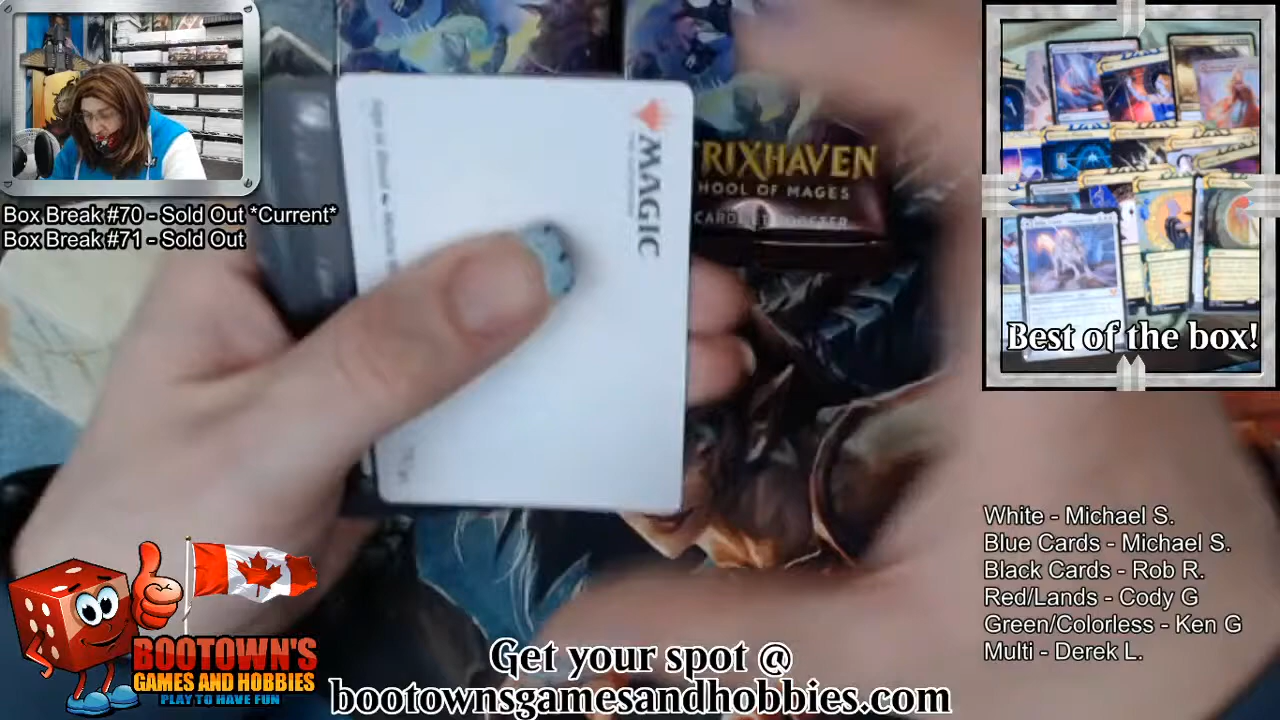 Box Break #70 - Sold Out *Current*
Box Break #71 - Sold Out
MAGIC
TRIXHAVEN
HOOL OF MAGES
Best of the box!
White - Michael S.
Blue Cards - Michael S.
Black Cards - Rob R.
Red/Lands - Cody G
Green/Colorless - Ken G
Multi - Derek L.
BOOTOWN'S
GAMES AND HOBBIES
PLAY TO HAVE FUN
Get your spot @
bootownsgamesandhobbies.com